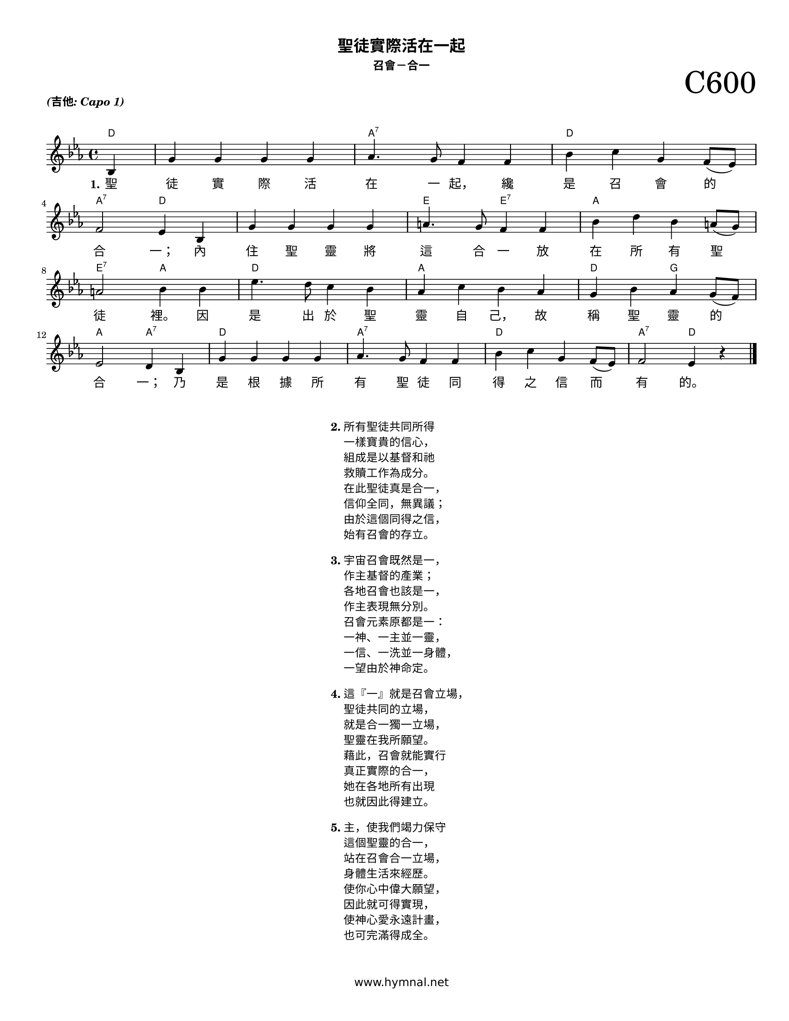 聖徒實際活在一起
召會－合一
C600
(吉他: Capo 1)
D A7 D
1. 聖 徒 實 際 活 在 一 起， 纔 是 召 會 的
4 A7 D E E7 A
合 一； 內 住 聖 靈 將 這 合 一 放 在 所 有 聖
8 E7 A D A D G
徒 裡。 因 是 出 於 聖 靈 自 己， 故 稱 聖 靈 的
12 A A7 D A7 D A7 D
合 一； 乃 是 根 據 所 有 聖 徒 同 得 之 信 而 有 的。
2. 所有聖徒共同所得
一樣寶貴的信心，
組成是以基督和祂
救贖工作為成分。
在此聖徒真是合一，
信仰全同，無異議；
由於這個同得之信，
始有召會的存立。
3. 宇宙召會既然是一，
作主基督的產業；
各地召會也該是一，
作主表現無分別。
召會元素原都是一：
一神、一主並一靈，
一信、一洗並一身體，
一望由於神命定。
4. 這『一』就是召會立場，
聖徒共同的立場，
就是合一獨一立場，
聖靈在我所願望。
藉此，召會就能實行
真正實際的合一，
她在各地所有出現
也就因此得建立。
5. 主，使我們竭力保守
這個聖靈的合一，
站在召會合一立場，
身體生活來經歷。
使你心中偉大願望，
因此就可得實現，
使神心愛永遠計畫，
也可完滿得成全。
www.hymnal.net